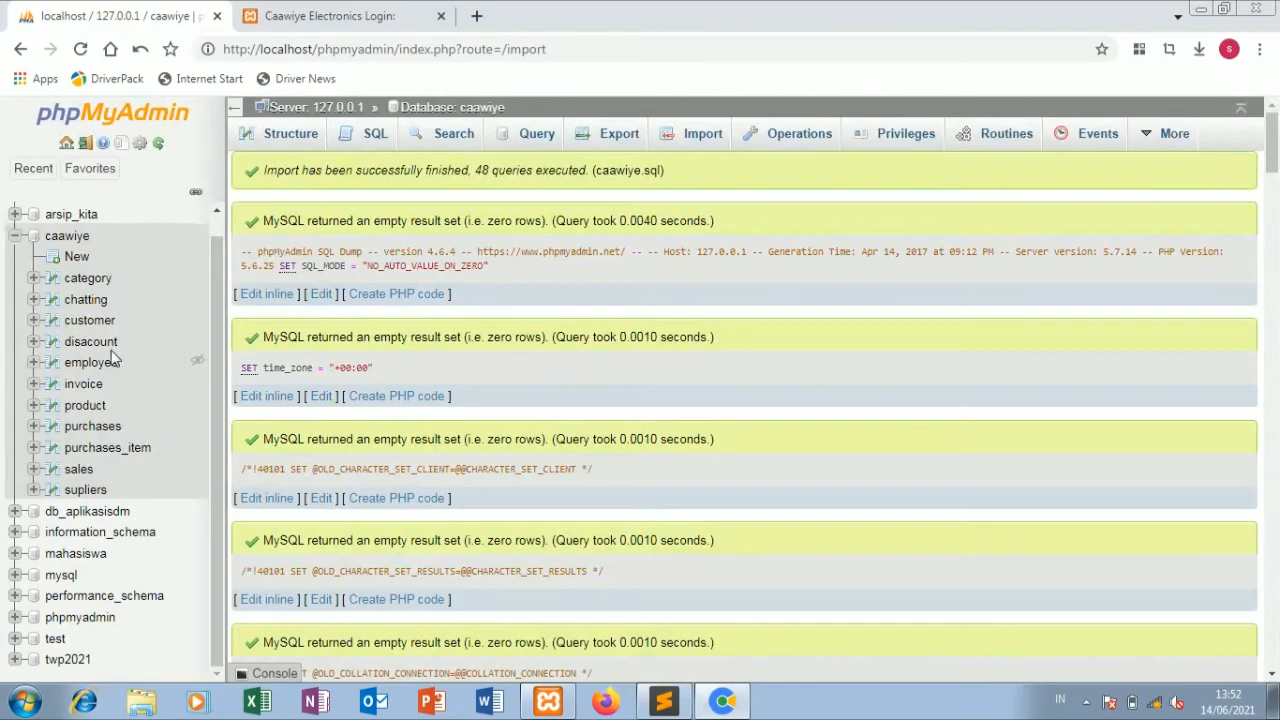 localhost / 127.0.0.1 / caawiye | p
Caawiye Electronics Login:
http://localhost/phpmyadmin/index.php?route=/import
S
Apps
DriverPack
Internet Start
Driver News
phpMyAdmin
Recent
Favorites
arsip_kita
caawiye
New
category
chatting
customer
disacount
employee
invoice
product
purchases
purchases_item
sales
supliers
db_aplikasisdm
information_schema
mahasiswa
mysql
performance_schema
phpmyadmin
test
twp2021
Server: 127.0.0.1 » Database: caawiye
Structure SQL Search Query Export Import Operations Privileges Routines Events More
Import has been successfully finished, 48 queries executed. (caawiye.sql)
MySQL returned an empty result set (i.e. zero rows). (Query took 0.0040 seconds.)
-- phpMyAdmin SQL Dump -- version 4.6.4 -- https://www.phpmyadmin.net/ -- -- Host: 127.0.0.1 -- Generation Time: Apr 14, 2017 at 09:12 PM -- Server version: 5.7.14 -- PHP Version:
5.6.25 SET SQL_MODE = "NO_AUTO_VALUE_ON_ZERO"
[ Edit inline ] [ Edit ] [ Create PHP code ]
MySQL returned an empty result set (i.e. zero rows). (Query took 0.0010 seconds.)
SET time_zone = "+00:00"
[ Edit inline ] [ Edit ] [ Create PHP code ]
MySQL returned an empty result set (i.e. zero rows). (Query took 0.0010 seconds.)
/*!40101 SET @OLD_CHARACTER_SET_CLIENT=@@CHARACTER_SET_CLIENT */
[ Edit inline ] [ Edit ] [ Create PHP code ]
MySQL returned an empty result set (i.e. zero rows). (Query took 0.0010 seconds.)
/*!40101 SET @OLD_CHARACTER_SET_RESULTS=@@CHARACTER_SET_RESULTS */
[ Edit inline ] [ Edit ] [ Create PHP code ]
MySQL returned an empty result set (i.e. zero rows). (Query took 0.0010 seconds.)
Console
T @OLD_COLLATION_CONNECTION=@@COLLATION_CONNECTION */
IN
13:52
14/06/2021